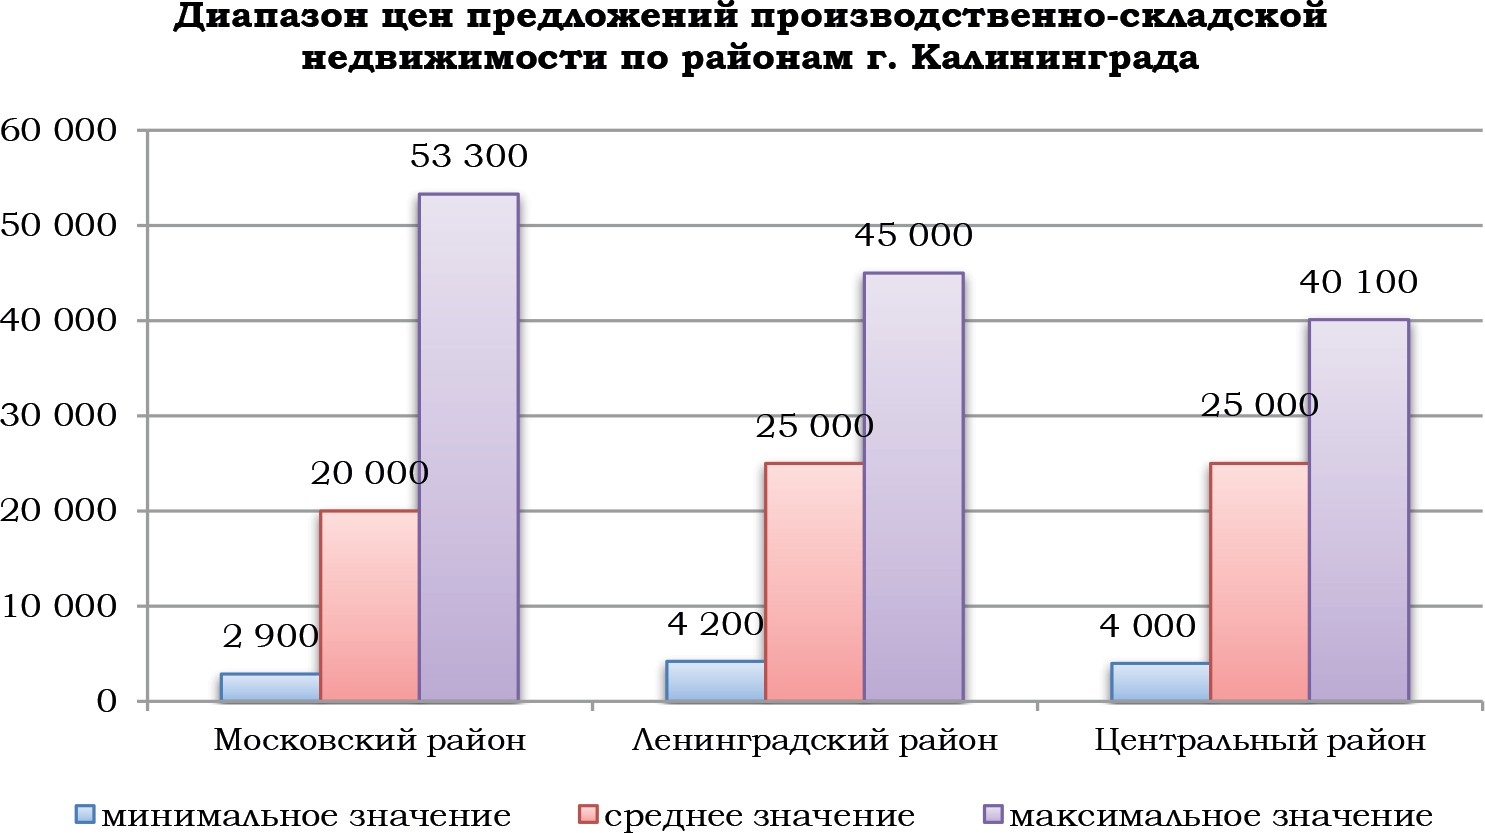 Диапазон цен предложений производственно-складской
недвижимости по районам г. Калининграда
60 000
50 000
40 000
30 000
20 000
10 000
0
53 300
45 000
40 100
25 000
25 000
20 000
2 900
4 200
4 000
Московский район
Ленинградский район
Центральный район
минимальное значение
среднее значение
максимальное значение